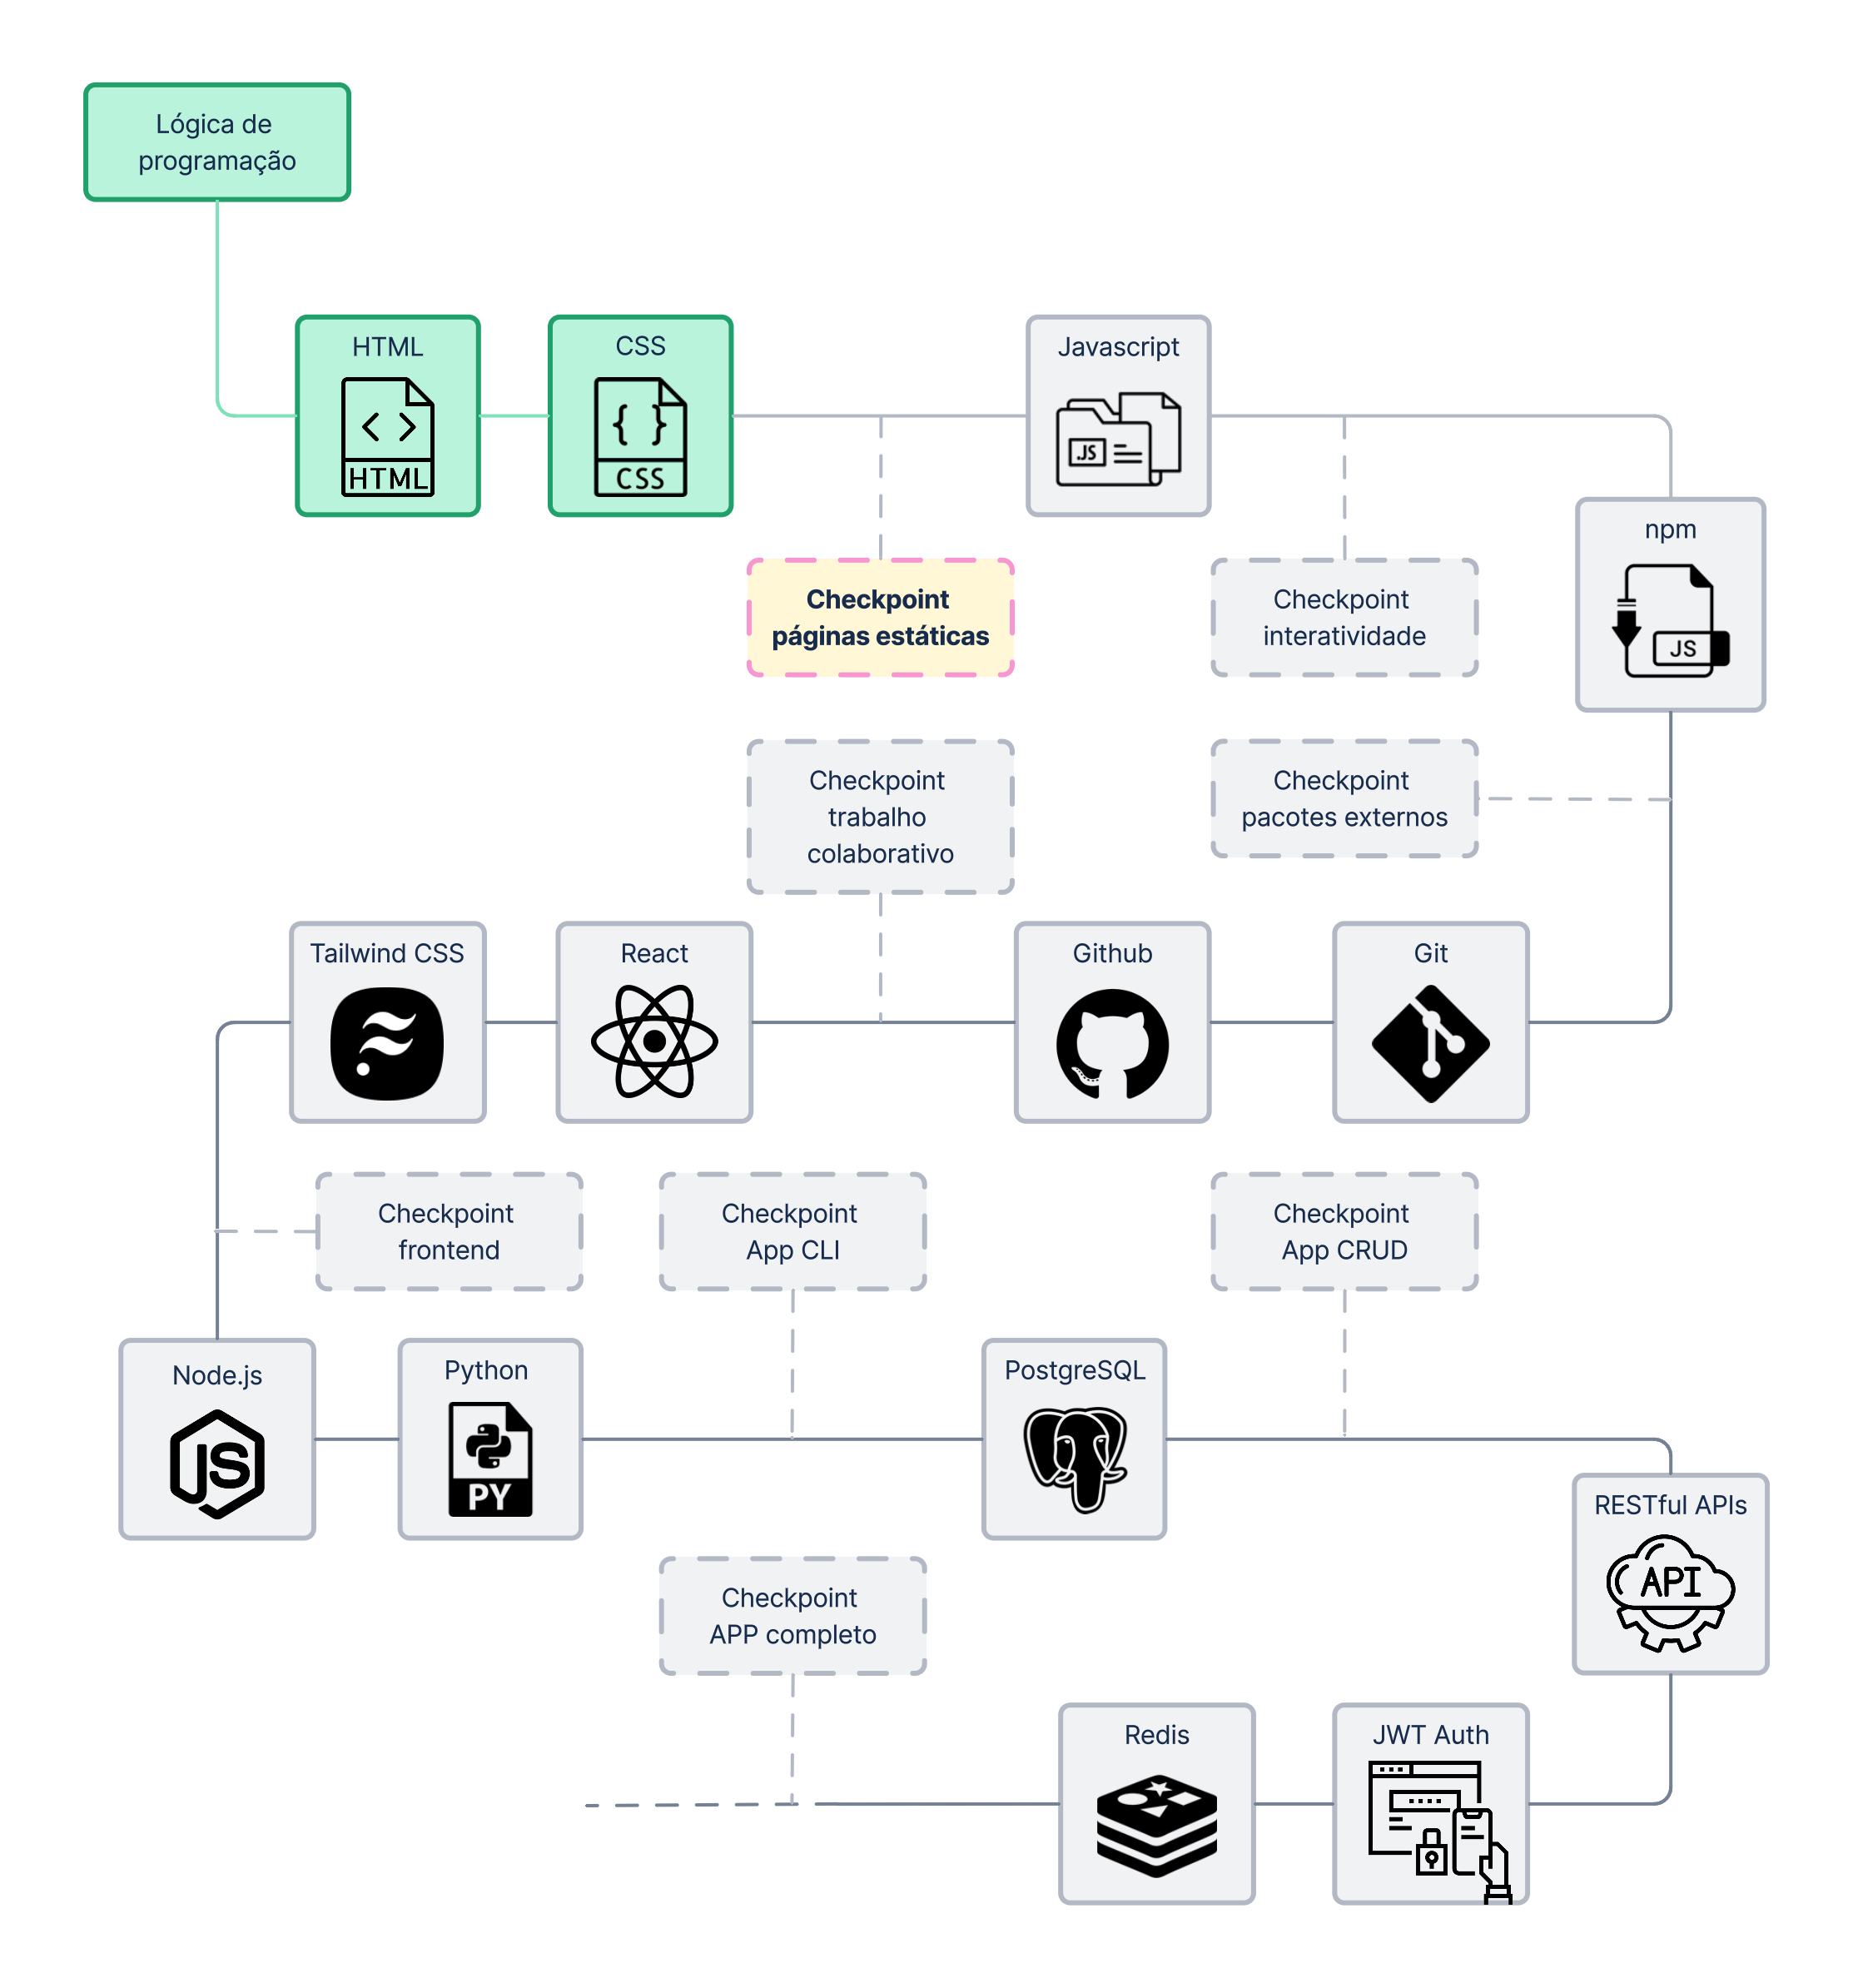 Lógica de
programação
HTML
HTML
CSS
{ }
CSS
Javascript
.JS
npm
JS
Checkpoint
páginas estáticas
Checkpoint
interatividade
Checkpoint
trabalho
colaborativo
Checkpoint
pacotes externos
Tailwind CSS
React
Github
Git
Checkpoint
frontend
Checkpoint
App CLI
Checkpoint
App CRUD
Node.js
JS
Python
PY
PostgreSQL
RESTful APIs
API
Checkpoint
APP completo
Redis
JWT Auth